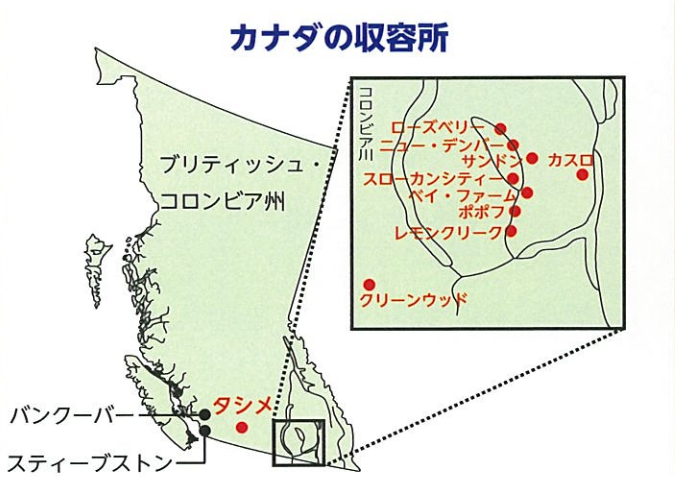 カナダの収容所
ブリティッシュ・
コロンビア州
コロンビア川
ローズベリー
ニュー・デンバー
サンドン
カスロ
スローカンシティー
ベイ・ファーム
ポポフ
レモンクリーク
クリーンウッド
バンクーバー
タシメ
スティーブストン